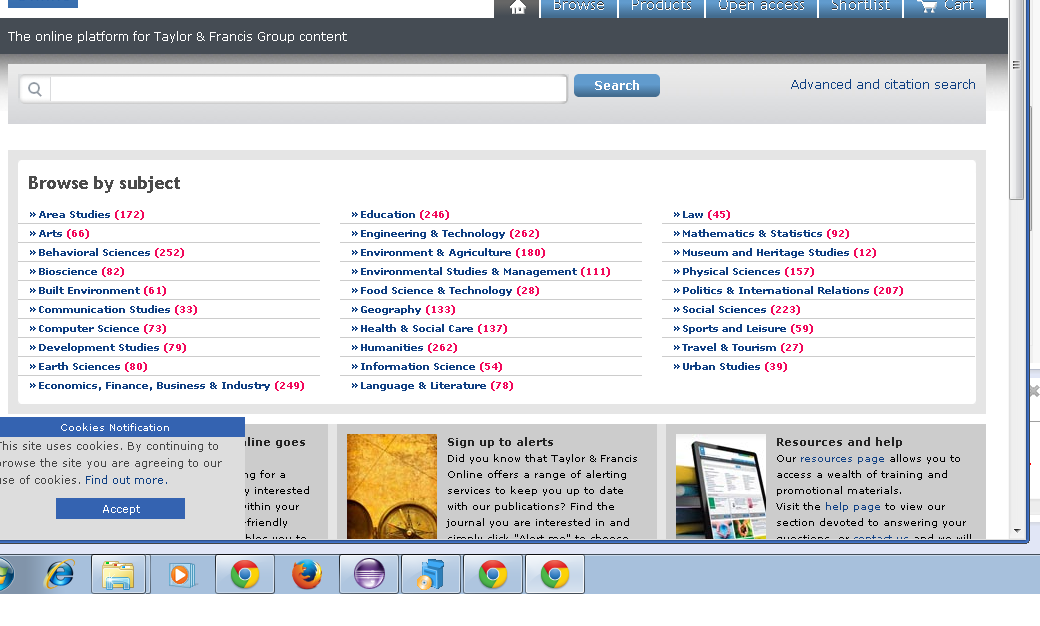 Browse
Products
Open access
Shortlist
Cart
The online platform for Taylor & Francis Group content
Search
Advanced and citation search
Browse by subject
» Area Studies (172)
» Arts (66)
» Behavioral Sciences (252)
» Bioscience (82)
» Built Environment (61)
» Communication Studies (33)
» Computer Science (73)
» Development Studies (79)
» Earth Sciences (80)
» Economics, Finance, Business & Industry (249)
» Education (246)
» Engineering & Technology (262)
» Environment & Agriculture (180)
» Environmental Studies & Management (111)
» Food Science & Technology (28)
» Geography (133)
» Health & Social Care (137)
» Humanities (262)
» Information Science (54)
» Language & Literature (78)
» Law (45)
» Mathematics & Statistics (92)
» Museum and Heritage Studies (12)
» Physical Sciences (157)
» Politics & International Relations (207)
» Social Sciences (223)
» Sports and Leisure (59)
» Travel & Tourism (27)
» Urban Studies (39)
Cookies Notification
This site uses cookies. By continuing to
browse the site you are agreeing to our
use of cookies. Find out more.
Accept
goes
for a
interested
your
Sign up to alerts
Did you know that Taylor & Francis
Online offers a range of alerting
services to keep you up to date
with our publications? Find the
journal you are interested in and
simply click "Alert me" to choose
Resources and help
Our resources page allows you to
access a wealth of training and
promotional materials.
Visit the help page to view our
section devoted to answering your
questions, or contact us and we will